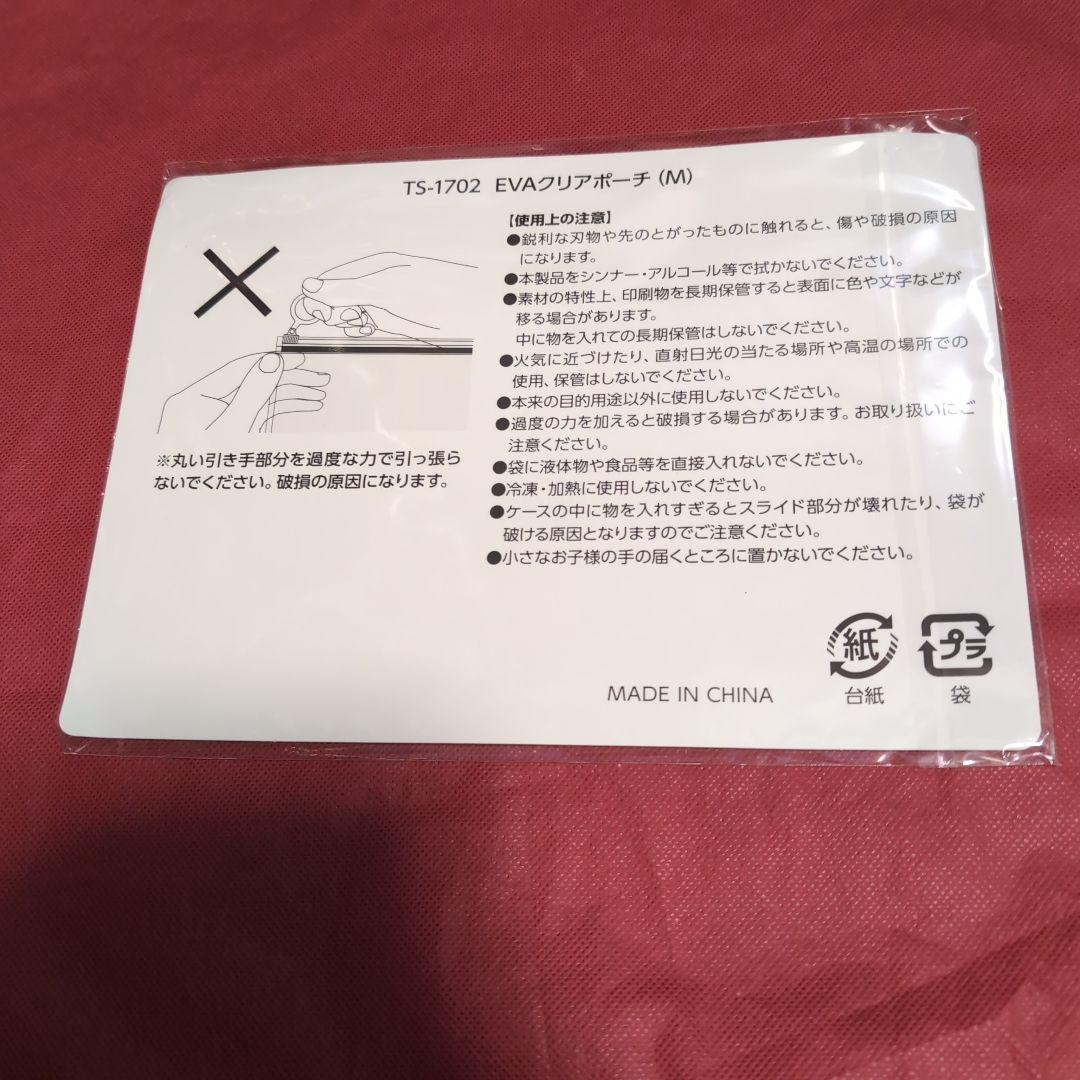 TS-1702 EVAクリアポーチ（M）
※丸い引き手部分を過度な力で引っ張ら
ないでください。破損の原因になります。
【使用上の注意】
●鋭利な刃物や先のとがったものに触れると、傷や破損の原因
になります。
●本製品をシンナー・アルコール等で拭かないでください。
●素材の特性上、印刷物を長期保管すると表面に色や文字などが
移る場合があります。
中に物を入れての長期保管はしないでください。
●火気に近づけたり、直射日光の当たる場所や高温の場所での
使用、保管はしないでください。
●本来の目的用途以外に使用しないでください。
●過度の力を加えると破損する場合があります。お取り扱いにご
注意ください。
●袋に液体物や食品等を直接入れないでください。
●冷凍・加熱に使用しないでください。
●ケースの中に物を入れすぎるとスライド部分が壊れたり、袋が
破ける原因となりますのでご注意ください。
●小さなお子様の手の届くところに置かないでください。
紙 プラ
MADE IN CHINA 台紙 袋